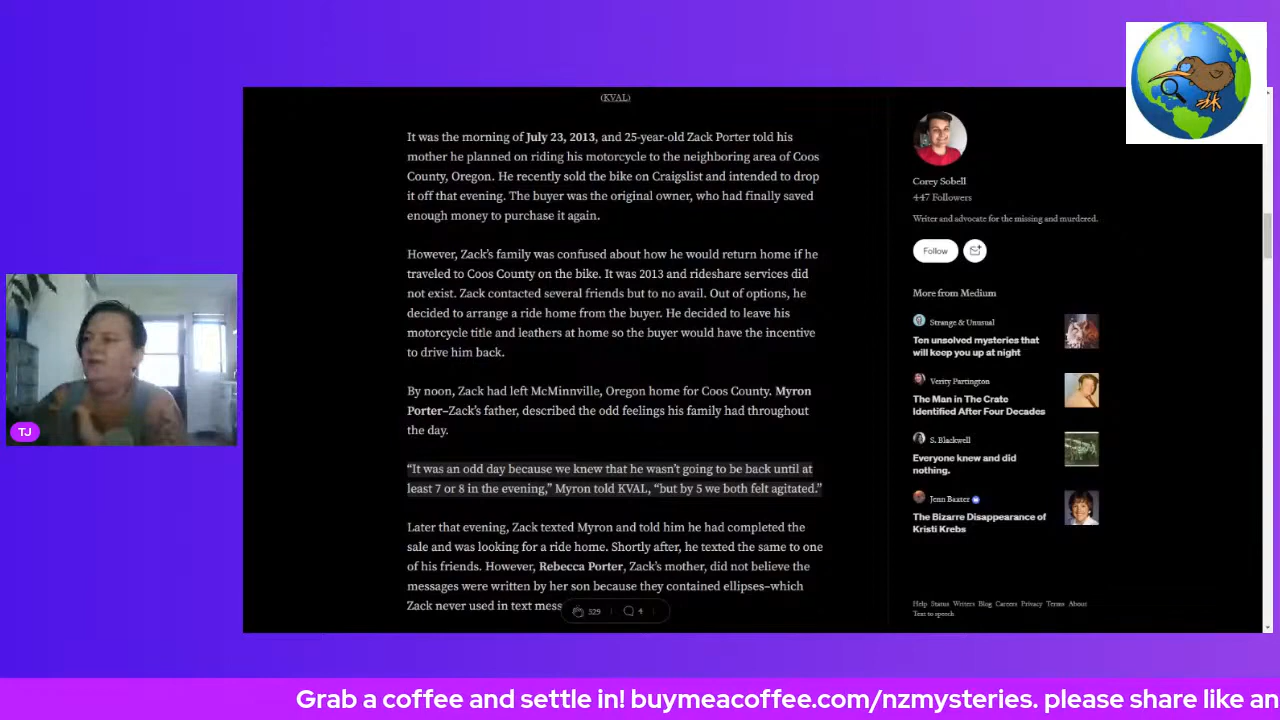 (KVAL)
It was the morning of July 23, 2013, and 25-year-old Zack Porter told his
mother he planned on riding his motorcycle to the neighboring area of Coos
County, Oregon. He recently sold the bike on Craigslist and intended to drop
it off that evening. The buyer was the original owner, who had finally saved
enough money to purchase it again.
However, Zack's family was confused about how he would return home if he
traveled to Coos County on the bike. It was 2013 and rideshare services did
not exist. Zack contacted several friends but to no avail. Out of options, he
decided to arrange a ride home from the buyer. He decided to leave his
motorcycle title and leathers at home so the buyer would have the incentive
to drive him back.
By noon, Zack had left McMinnville, Oregon home for Coos County. Myron
Porter–Zack's father, described the odd feelings his family had throughout
the day.
“It was an odd day because we knew that he wasn't going to be back until at
least 7 or 8 in the evening,” Myron told KVAL, “but by 5 we both felt agitated.”
Later that evening, Zack texted Myron and told him he had completed the
sale and was looking for a ride home. Shortly after, he texted the same to one
of his friends. However, Rebecca Porter, Zack's mother, did not believe the
messages were written by her son because they contained ellipses–which
Zack never used in text mess
329
4
Corey Sobell
447 Followers
Writer and advocate for the missing and murdered.
Follow
More from Medium
Strange & Unusual
Ten unsolved mysteries that
will keep you up at night
Verity Partington
The Man in The Crate
Identified After Four Decades
S. Blackwell
Everyone knew and did
nothing.
Jenn Baxter
The Bizarre Disappearance of
Kristi Krebs
Help Status Writers Blog Careers Privacy Terms About
Text to speech
TJ
Grab a coffee and settle in! buymeacoffee.com/nzmysteries. please share like an